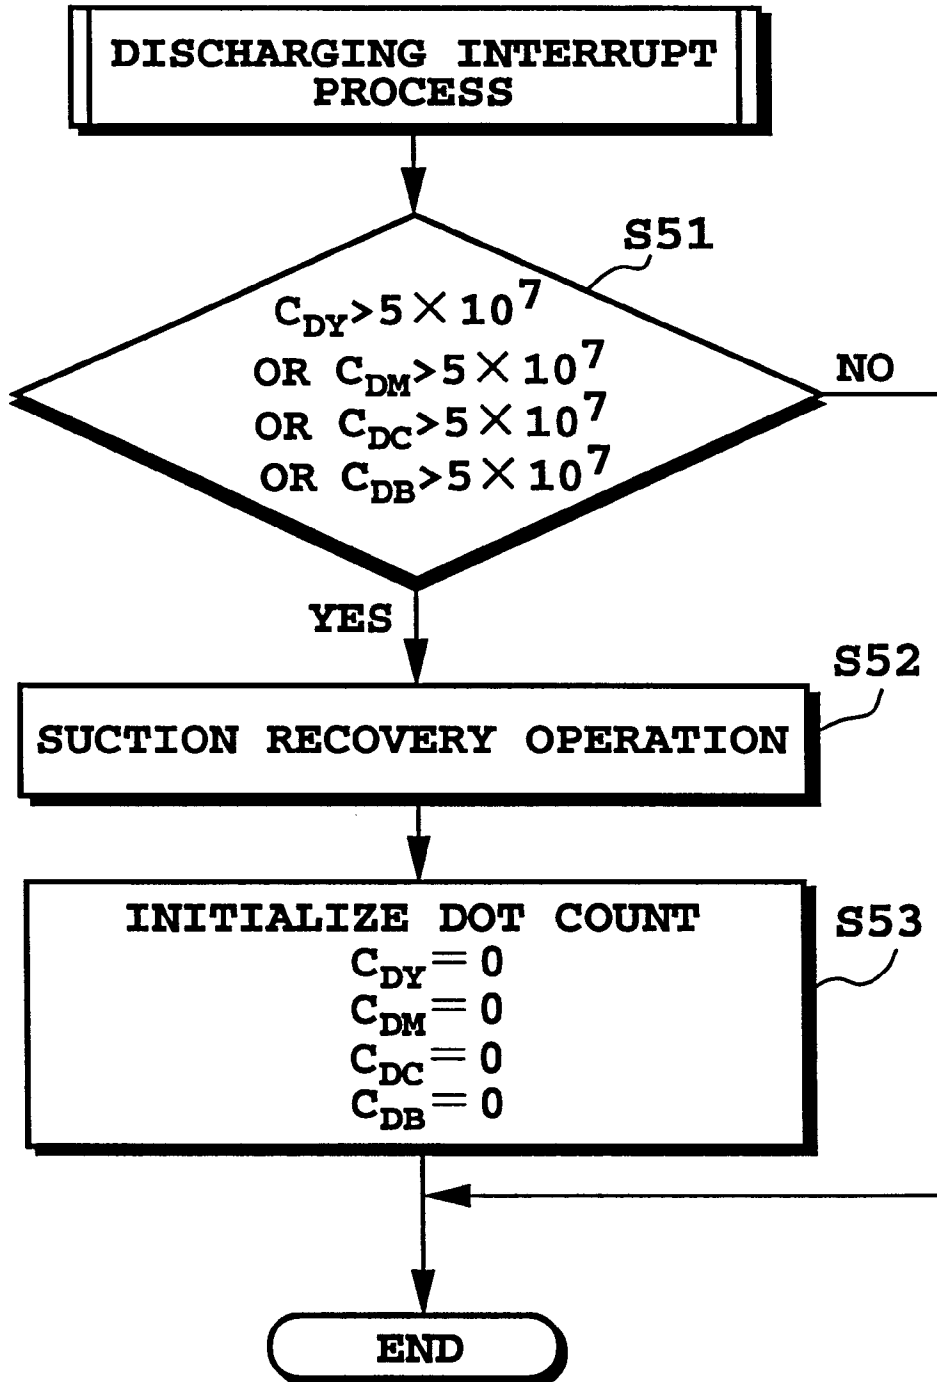 DISCHARGING INTERRUPT
PROCESS
S51
C_DY>5×10^7
OR C_DM>5×10^7
OR C_DC>5×10^7
OR C_DB>5×10^7
NO
YES
S52
SUCTION RECOVERY OPERATION
S53
INITIALIZE DOT COUNT
C_DY=0
C_DM=0
C_DC=0
C_DB=0
END